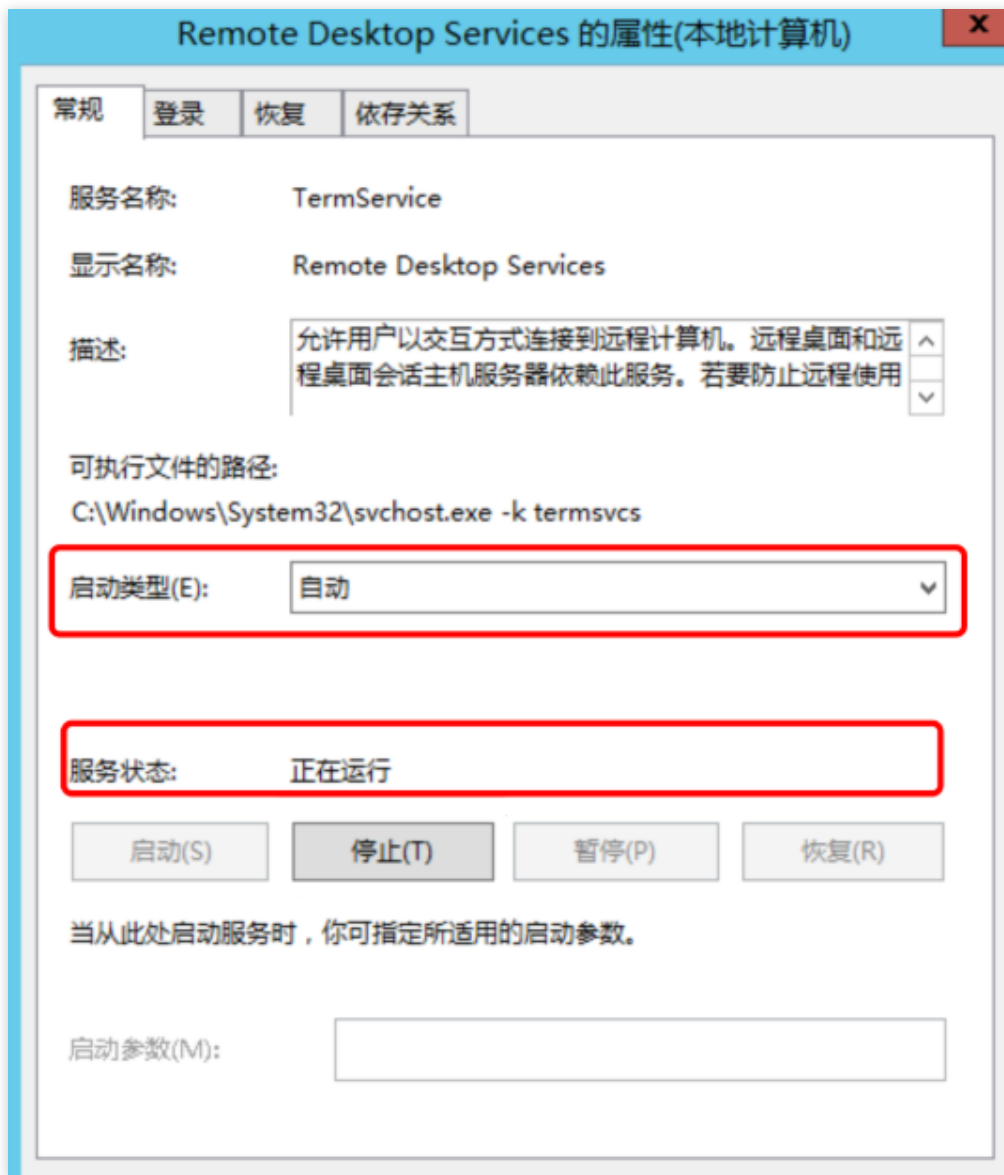 Remote Desktop Services 的属性(本地计算机)
x
常规 登录 恢复 依存关系
服务名称: TermService
显示名称: Remote Desktop Services
描述: 允许用户以交互方式连接到远程计算机。远程桌面和远
程桌面会话主机服务器依赖此服务。若要防止远程使用
可执行文件的路径:
C:\Windows\System32\svchost.exe -k termsvcs
启动类型(E): 自动
服务状态: 正在运行
启动(S) 停止(T) 暂停(P) 恢复(R)
当从此处启动服务时，你可指定所适用的启动参数。
启动参数(M):